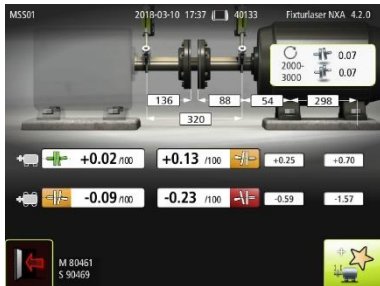 MSS01 2018-03-10 17:37 40133 Fixturlaser NXA 4.2.0
2000-
3000
0.07
0.07
136 88 54 298
320
+0.02 /100 +0.13 /100 +0.25 +0.70
-0.09 /100 -0.23 /100 -0.59 -1.57
M 80461
S 90469